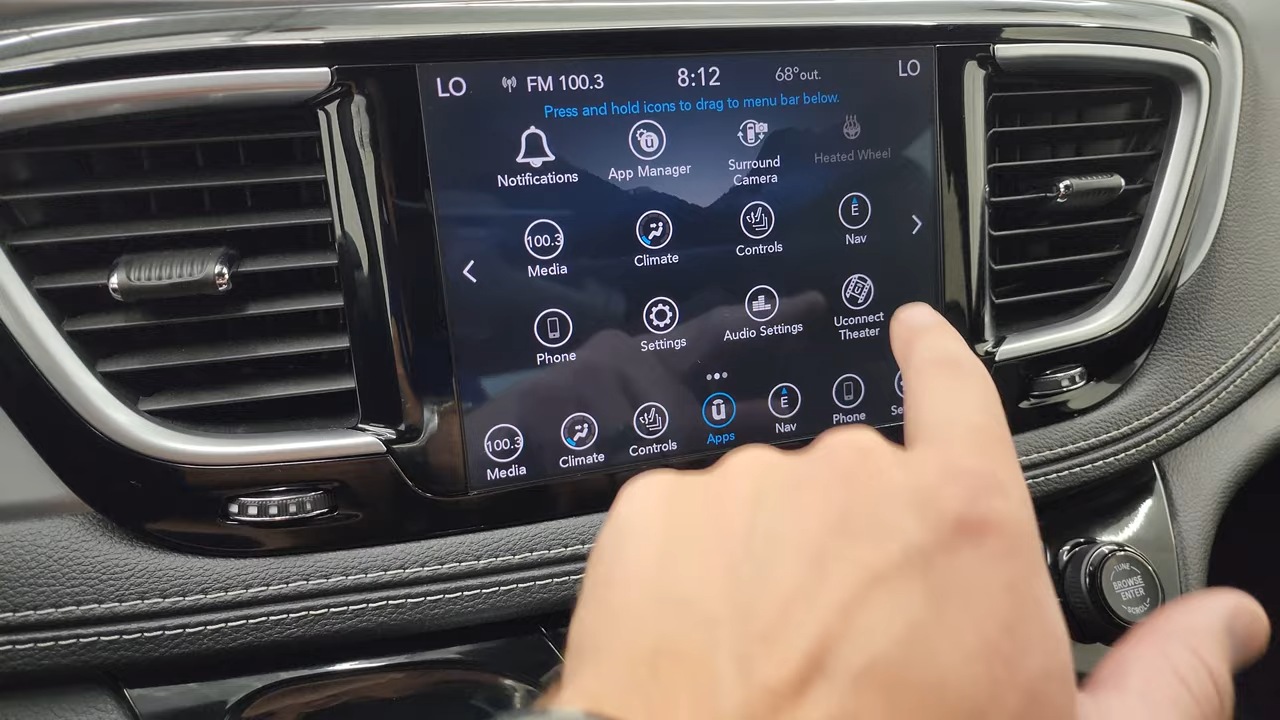 LO FM 100.3 8:12 68°out. LO
Press and hold icons to drag to menu bar below.
Notifications
App Manager
Surround
Camera
Heated Wheel
100.3
Media
Climate
Controls
E
Nav
Phone
Settings
Audio Settings
Uconnect
Theater
100.3
Media
Climate
Controls
ū
Apps
E
Nav
Phone
Se
TUNE
BROWSE
ENTER
SCROLL